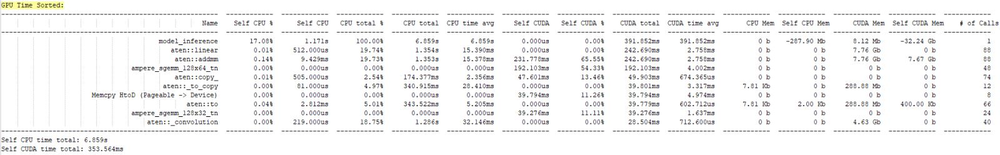 GPU Time Sorted:
Name Self CPU % Self CPU CPU total % CPU total CPU time avg Self CUDA Self CUDA % CUDA total CUDA time avg CPU Mem Self CPU Mem CUDA Mem Self CUDA Mem # of Calls
model_inference 17.08% 1.171s 100.00% 6.859s 6.859s 0.000us 0.00% 391.852ms 391.852ms 0 b -287.90 Mb 8.12 Mb -32.24 Gb 1
aten::linear 0.01% 512.000us 19.74% 1.354s 15.390ms 0.000us 0.00% 242.690ms 2.758ms 0 b 0 b 7.76 Gb 0 b 88
aten::addmm 0.14% 9.429ms 19.73% 1.353s 15.378ms 231.778ms 65.55% 242.690ms 2.758ms 0 b 0 b 7.76 Gb 7.67 Gb 88
ampere_sgemm_128x64_tn 0.00% 0.000us 0.00% 0.000us 0.000us 192.103ms 54.33% 192.103ms 4.002ms 0 b 0 b 0 b 0 b 48
aten::copy_ 0.01% 505.000us 2.54% 174.377ms 2.356ms 47.601ms 13.46% 49.903ms 674.365us 0 b 0 b 0 b 0 b 74
aten::_to_copy 0.00% 81.000us 4.97% 340.915ms 28.410ms 0.000us 0.00% 39.801ms 3.317ms 7.81 Kb 0 b 288.88 Mb 0 b 12
Memcpy HtoD (Pageable -> Device) 0.00% 0.000us 0.00% 0.000us 0.000us 39.794ms 11.26% 39.794ms 4.974ms 0 b 0 b 0 b 0 b 8
aten::to 0.04% 2.812ms 5.01% 343.522ms 5.205ms 0.000us 0.00% 39.779ms 602.712us 7.81 Kb 2.00 Kb 288.88 Mb 400.00 Kb 66
ampere_sgemm_128x32_tn 0.00% 0.000us 0.00% 0.000us 0.000us 39.276ms 11.11% 39.276ms 1.637ms 0 b 0 b 0 b 0 b 24
aten::_convolution 0.00% 219.000us 18.75% 1.286s 32.146ms 0.000us 0.00% 28.504ms 712.600us 0 b 0 b 4.63 Gb 0 b 40
Self CPU time total: 6.859s
Self CUDA time total: 353.564ms